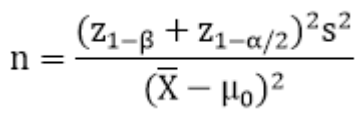 n = (z₁₋β + z₁₋α/₂)²s² / (X̄ − μ₀)²